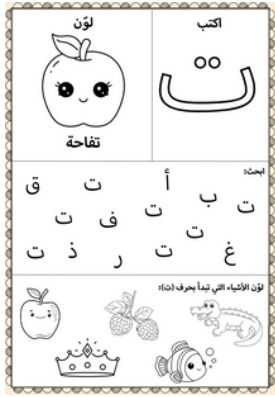 اكتب
لوّن
ت
تفاحة
ابحث:
أ ت ق
ت ب ت ف ت
ت
غ ت ر ذ ت
لوّن الأشياء التي تبدأ بحرف (ت):